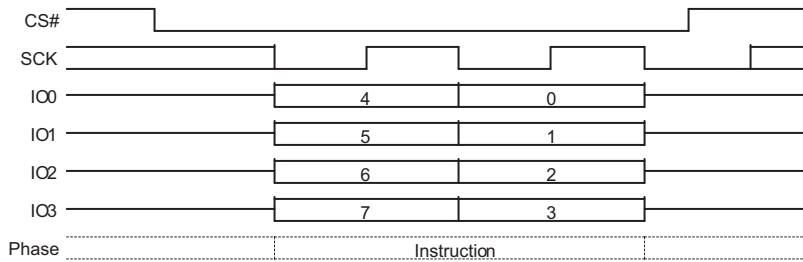 CS#
SCK
IO0 4 0
IO1 5 1
IO2 6 2
IO3 7 3
Phase Instruction